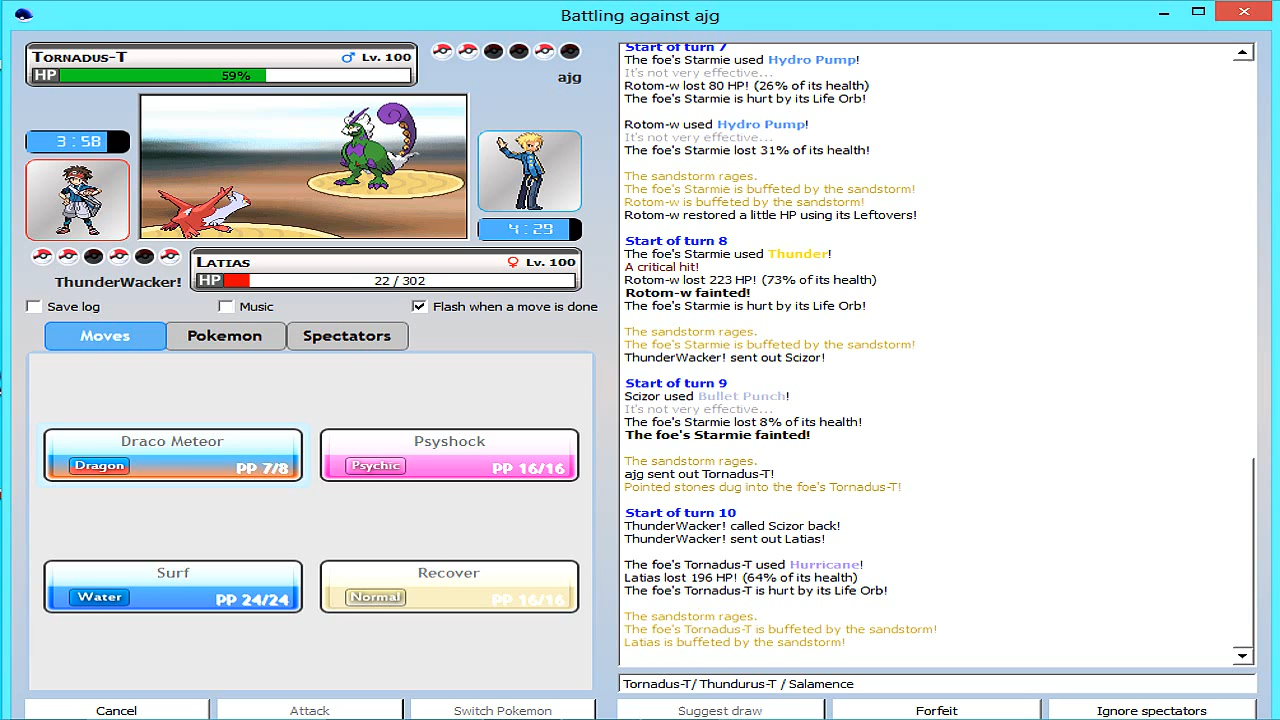 Battling against ajg
TORNADUS-T ♂ Lv. 100
HP 59%
ajg
3:58
4:29
ThunderWacker!
LATIAS ♀ Lv. 100
HP 22 / 302
Save log Music Flash when a move is done
Moves Pokemon Spectators
Draco Meteor
Dragon PP 7/8
Psyshock
Psychic PP 16/16
Surf
Water PP 24/24
Recover
Normal PP 16/16
Cancel Attack Switch Pokemon
Start of turn 7
The foe's Starmie used Hydro Pump!
It's not very effective...
Rotom-w lost 80 HP! (26% of its health)
The foe's Starmie is hurt by its Life Orb!
Rotom-w used Hydro Pump!
It's not very effective...
The foe's Starmie lost 31% of its health!
The sandstorm rages.
The foe's Starmie is buffeted by the sandstorm!
Rotom-w is buffeted by the sandstorm!
Rotom-w restored a little HP using its Leftovers!
Start of turn 8
The foe's Starmie used Thunder!
A critical hit!
Rotom-w lost 223 HP! (73% of its health)
Rotom-w fainted!
The foe's Starmie is hurt by its Life Orb!
The sandstorm rages.
The foe's Starmie is buffeted by the sandstorm!
ThunderWacker! sent out Scizor!
Start of turn 9
Scizor used Bullet Punch!
It's not very effective...
The foe's Starmie lost 8% of its health!
The foe's Starmie fainted!
The sandstorm rages.
ajg sent out Tornadus-T!
Pointed stones dug into the foe's Tornadus-T!
Start of turn 10
ThunderWacker! called Scizor back!
ThunderWacker! sent out Latias!
The foe's Tornadus-T used Hurricane!
Latias lost 196 HP! (64% of its health)
The foe's Tornadus-T is hurt by its Life Orb!
The sandstorm rages.
The foe's Tornadus-T is buffeted by the sandstorm!
Latias is buffeted by the sandstorm!
Tornadus-T/ Thundurus-T / Salamence
Suggest draw Forfeit Ignore spectators